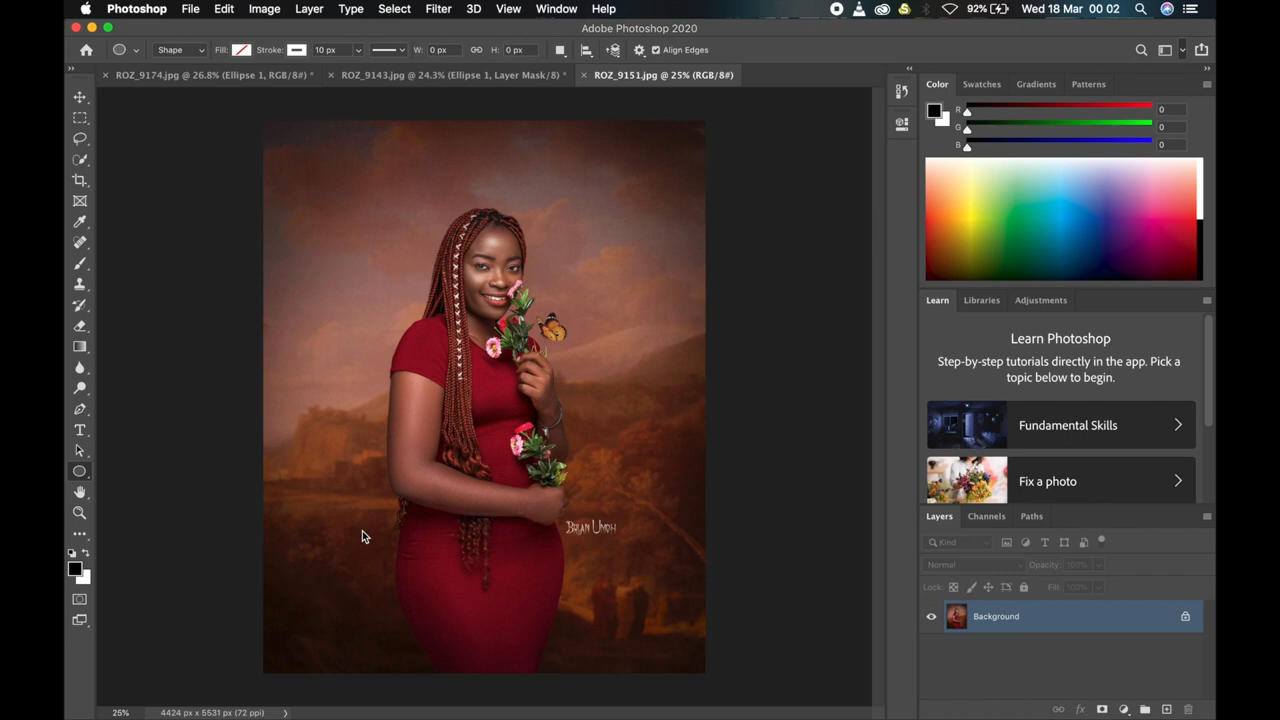 Photoshop File Edit Image Layer Type Select Filter 3D View Window Help 92% Wed 18 Mar 00 02
Adobe Photoshop 2020
Shape Fill: Stroke: 10 px W: 0 px H: 0 px Align Edges
ROZ_9174.jpg @ 26.8% (Ellipse 1, RGB/8#) * ROZ_9143.jpg @ 24.3% (Ellipse 1, Layer Mask/8) * ROZ_9151.jpg @ 25% (RGB/8#)
Color Swatches Gradients Patterns
R 0
G 0
B 0
Learn Libraries Adjustments
Learn Photoshop
Step-by-step tutorials directly in the app. Pick a
topic below to begin.
Fundamental Skills
Fix a photo
Layers Channels Paths
Kind
Normal Opacity: 100%
Lock: Fill: 100%
Background
25% 4424 px x 5531 px (72 ppi)